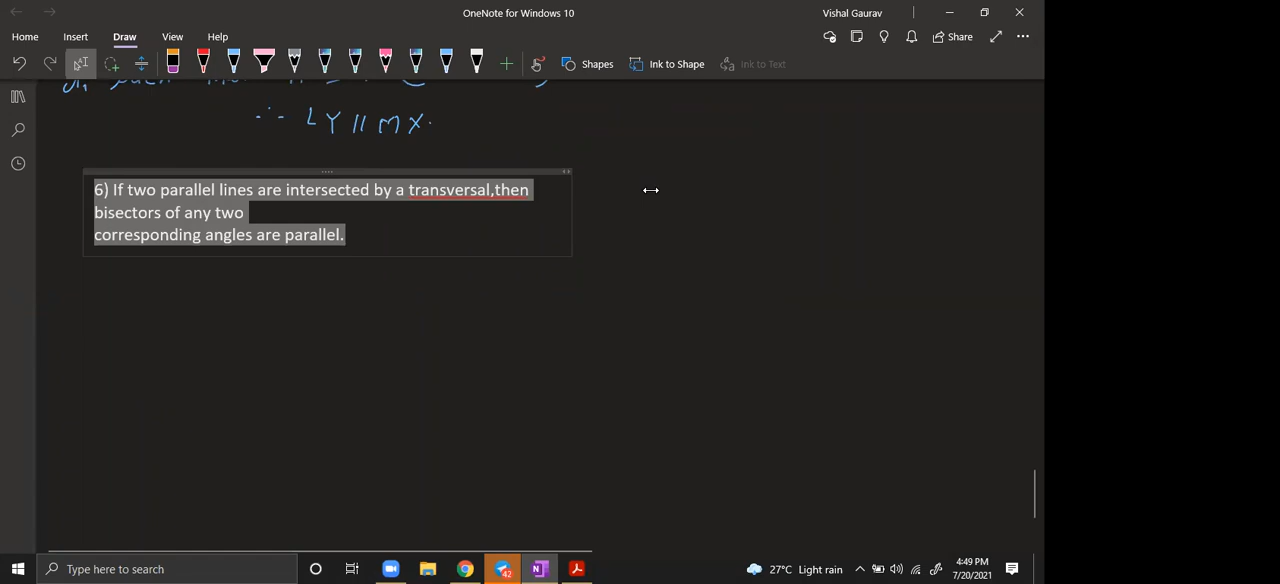 OneNote for Windows 10
Vishal Gaurav
Home Insert Draw View Help
Share
Shapes Ink to Shape Ink to Text
∴ LY || MX.
6) If two parallel lines are intersected by a transversal,then
bisectors of any two
corresponding angles are parallel.
Type here to search
42
27°C Light rain
4:49 PM
7/20/2021